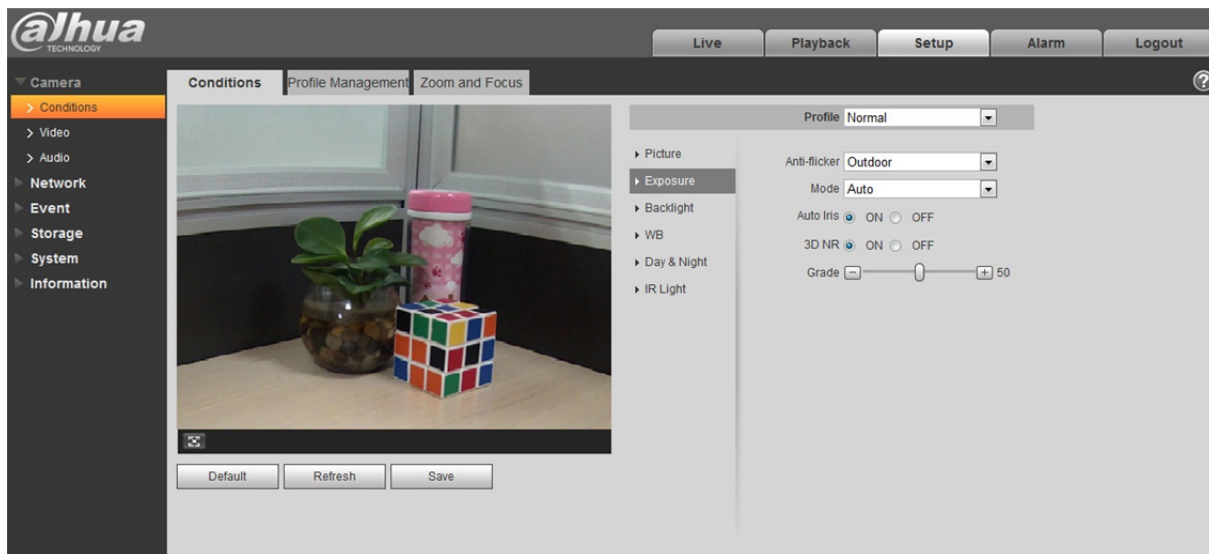 alhua
TECHNOLOGY
Live
Playback
Setup
Alarm
Logout
Camera
Conditions
Video
Audio
Network
Event
Storage
System
Information
Conditions
Profile Management
Zoom and Focus
?
Default
Refresh
Save
Profile Normal
Picture
Exposure
Backlight
WB
Day & Night
IR Light
Anti-flicker Outdoor
Mode Auto
Auto Iris ON OFF
3D NR ON OFF
Grade 50